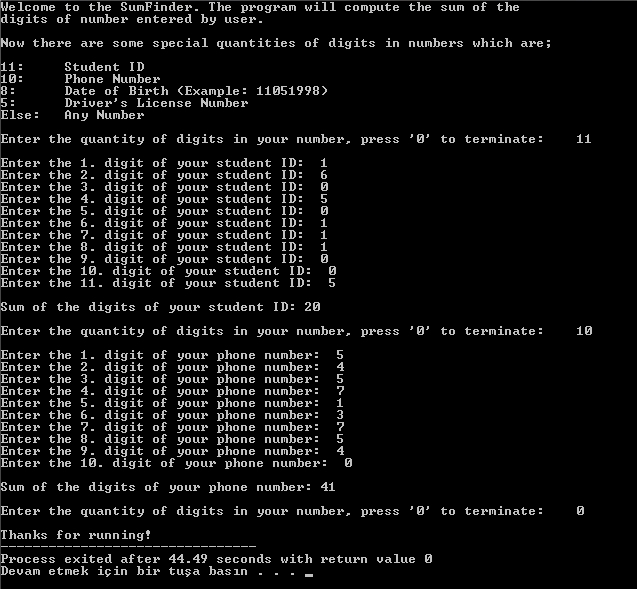 Welcome to the SumFinder. The program will compute the sum of the
digits of number entered by user.
Now there are some special quantities of digits in numbers which are;
11:     Student ID
10:     Phone Number
8:      Date of Birth (Example: 11051998)
5:      Driver's License Number
Else:   Any Number
Enter the quantity of digits in your number, press '0' to terminate:    11
Enter the 1. digit of your student ID:  1
Enter the 2. digit of your student ID:  6
Enter the 3. digit of your student ID:  0
Enter the 4. digit of your student ID:  5
Enter the 5. digit of your student ID:  0
Enter the 6. digit of your student ID:  1
Enter the 7. digit of your student ID:  1
Enter the 8. digit of your student ID:  1
Enter the 9. digit of your student ID:  0
Enter the 10. digit of your student ID:  0
Enter the 11. digit of your student ID:  5
Sum of the digits of your student ID: 20
Enter the quantity of digits in your number, press '0' to terminate:    10
Enter the 1. digit of your phone number:  5
Enter the 2. digit of your phone number:  4
Enter the 3. digit of your phone number:  5
Enter the 4. digit of your phone number:  7
Enter the 5. digit of your phone number:  1
Enter the 6. digit of your phone number:  3
Enter the 7. digit of your phone number:  7
Enter the 8. digit of your phone number:  5
Enter the 9. digit of your phone number:  4
Enter the 10. digit of your phone number:  0
Sum of the digits of your phone number: 41
Enter the quantity of digits in your number, press '0' to terminate:    0
Thanks for running!
--------------------------------
Process exited after 44.49 seconds with return value 0
Devam etmek için bir tuşa basın . . . _